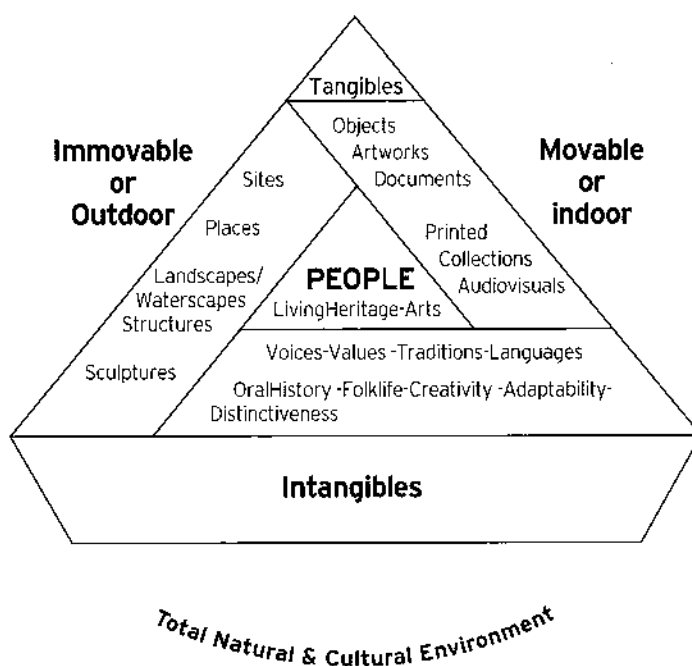 Tangibles
Immovable
or
Outdoor
Objects
Artworks
Documents
Movable
or
indoor
Sites
Places
Landscapes/
Waterscapes
Structures
Sculptures
Printed
Collections
Audiovisuals
PEOPLE
LivingHeritage-Arts
Voices-Values -Traditions-Languages
OralHistory -Folklife-Creativity -Adaptability-
Distinctiveness
Intangibles
Total Natural & Cultural Environment